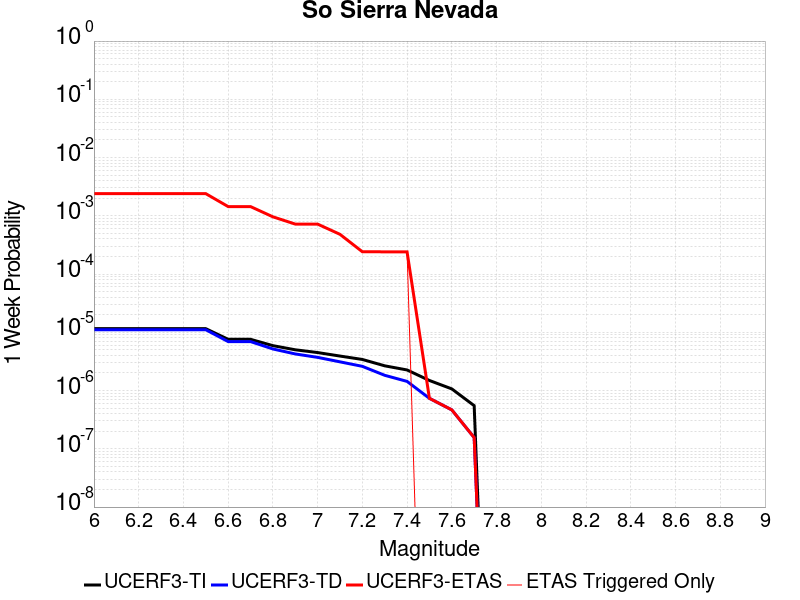 So Sierra Nevada
10^0
10^-1
10^-2
10^-3
10^-4
10^-5
10^-6
10^-7
10^-8
1 Week Probability
6 6.2 6.4 6.6 6.8 7 7.2 7.4 7.6 7.8 8 8.2 8.4 8.6 8.8 9
Magnitude
UCERF3-TI UCERF3-TD UCERF3-ETAS ETAS Triggered Only